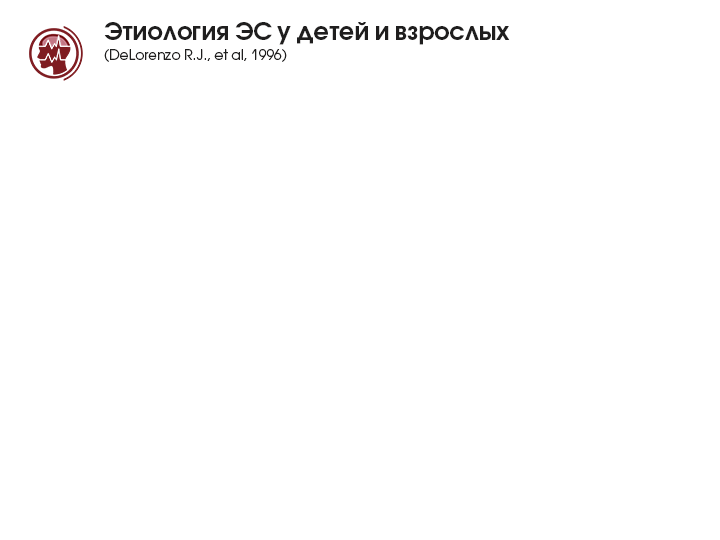 Этиология ЭС у детей и взрослых
(DeLorenzo R.J., et al, 1996)